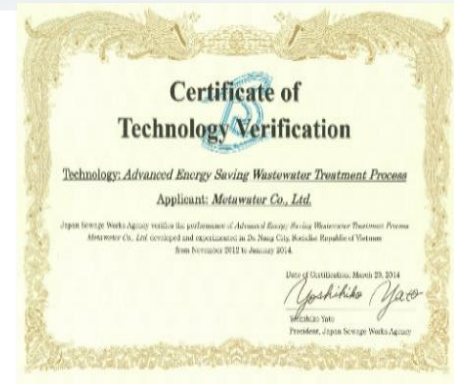 Certificate of
Technology Verification
Technology: Advanced Energy Saving Wastewater Treatment Process
Applicant: Metawater Co., Ltd.
Japan Sewage Works Agency verifies the performance of Advanced Energy Saving Wastewater Treatment Process
Metawater Co., Ltd. developed and experimented in Da Nang City, Socialist Republic of Vietnam
from November 2012 to January 2014.
Date of Certification: March 20, 2014
Yoshihiko Yato
Yoshihiko Yato
President, Japan Sewage Works Agency